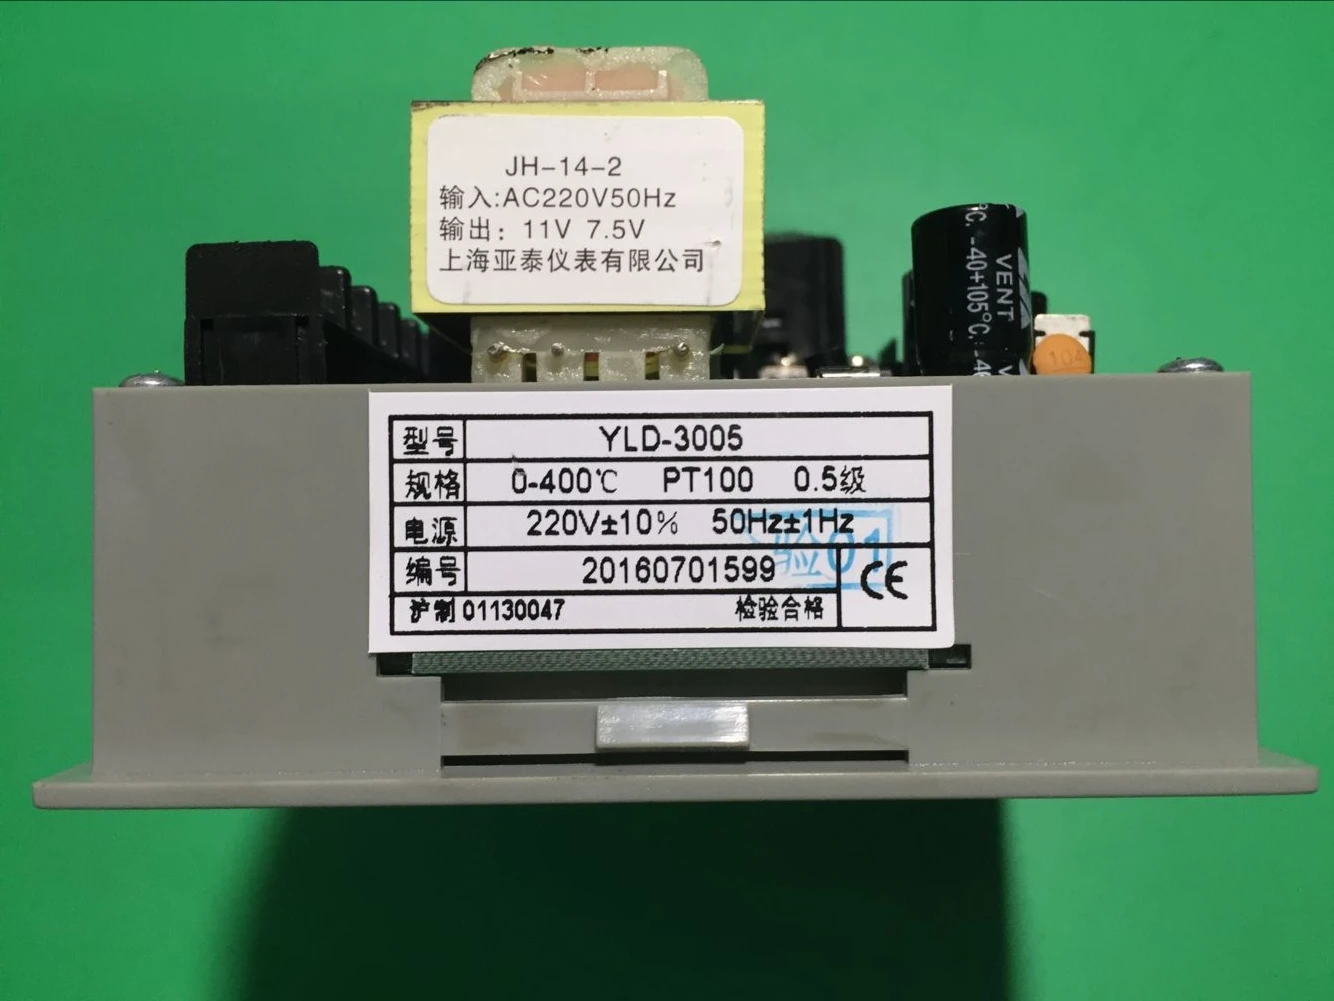 JH-14-2
输入:AC220V50Hz
输出: 11V 7.5V
上海亚泰仪表有限公司
℃. -40+105℃. -40
VENT V
104
型号 YLD-3005
规格 0-400℃ PT100 0.5级
电源 220V±10% 50Hz±1Hz
验01
编号 20160701599
CE
沪制 01130047 检验合格